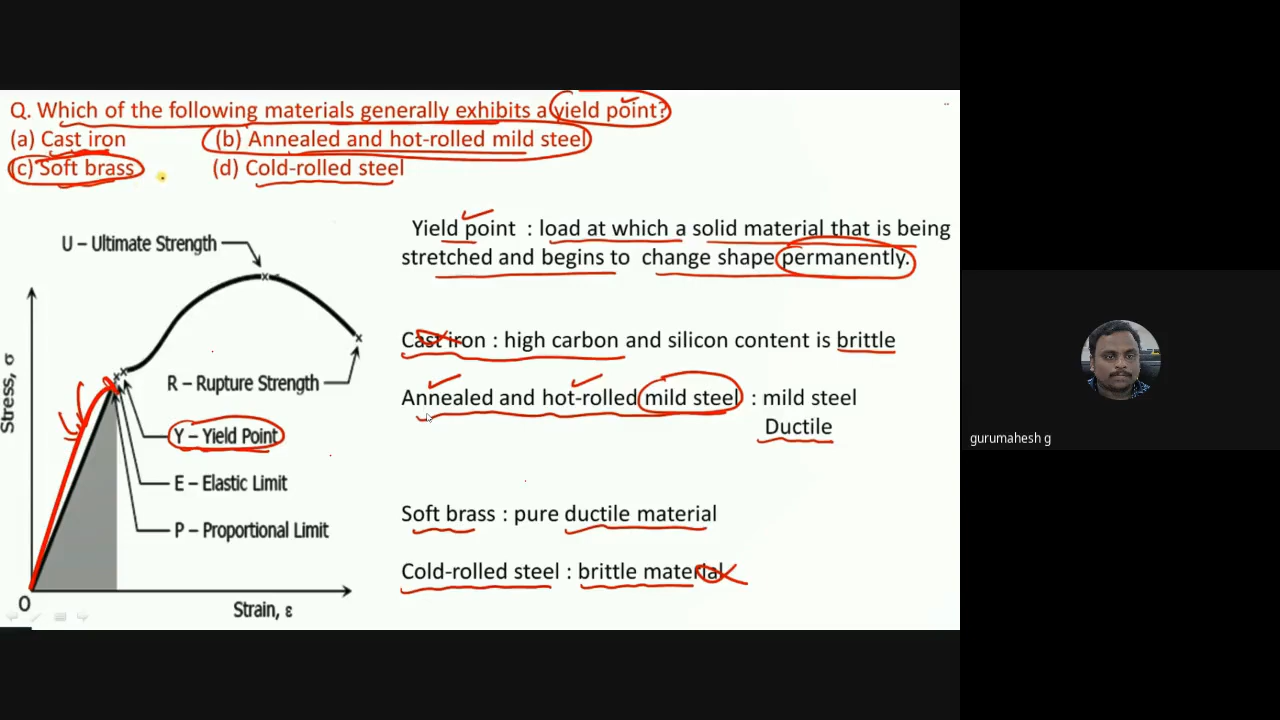 Q. Which of the following materials generally exhibits a yield point?
(a) Cast iron (b) Annealed and hot-rolled mild steel
(c) Soft brass (d) Cold-rolled steel
U – Ultimate Strength
Yield point : load at which a solid material that is being
stretched and begins to change shape permanently.
Cast iron : high carbon and silicon content is brittle
R – Rupture Strength
Annealed and hot-rolled mild steel : mild steel
Ductile
Y – Yield Point
E – Elastic Limit
P – Proportional Limit
Stress, σ
Soft brass : pure ductile material
Cold-rolled steel : brittle material
O
Strain, ε
gurumahesh g